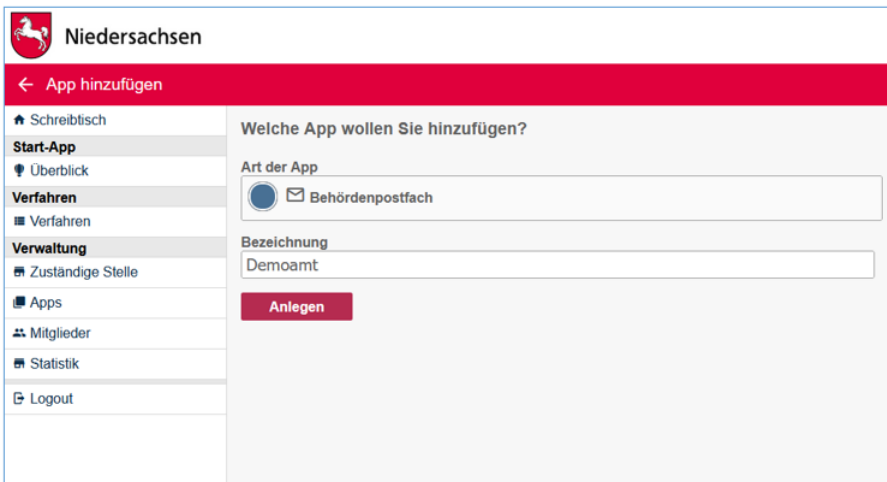 Niedersachsen
App hinzufügen
Schreibtisch
Start-App
Überblick
Verfahren
Verfahren
Verwaltung
Zuständige Stelle
Apps
Mitglieder
Statistik
Logout
Welche App wollen Sie hinzufügen?
Art der App
Behördenpostfach
Bezeichnung
Demoamt
Anlegen